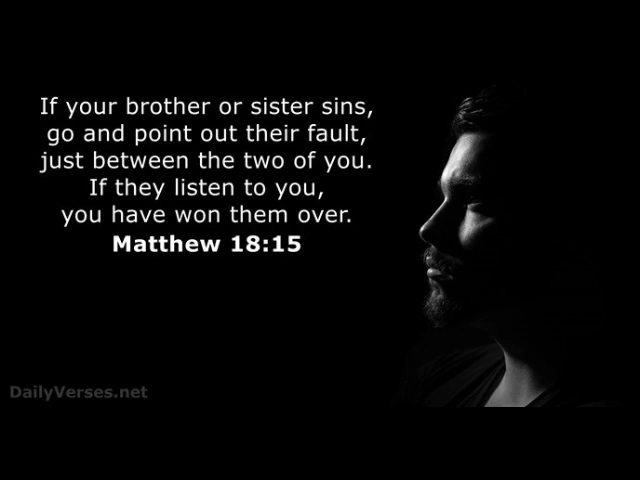 If your brother or sister sins,
go and point out their fault,
just between the two of you.
If they listen to you,
you have won them over.
Matthew 18:15
DailyVerses.net